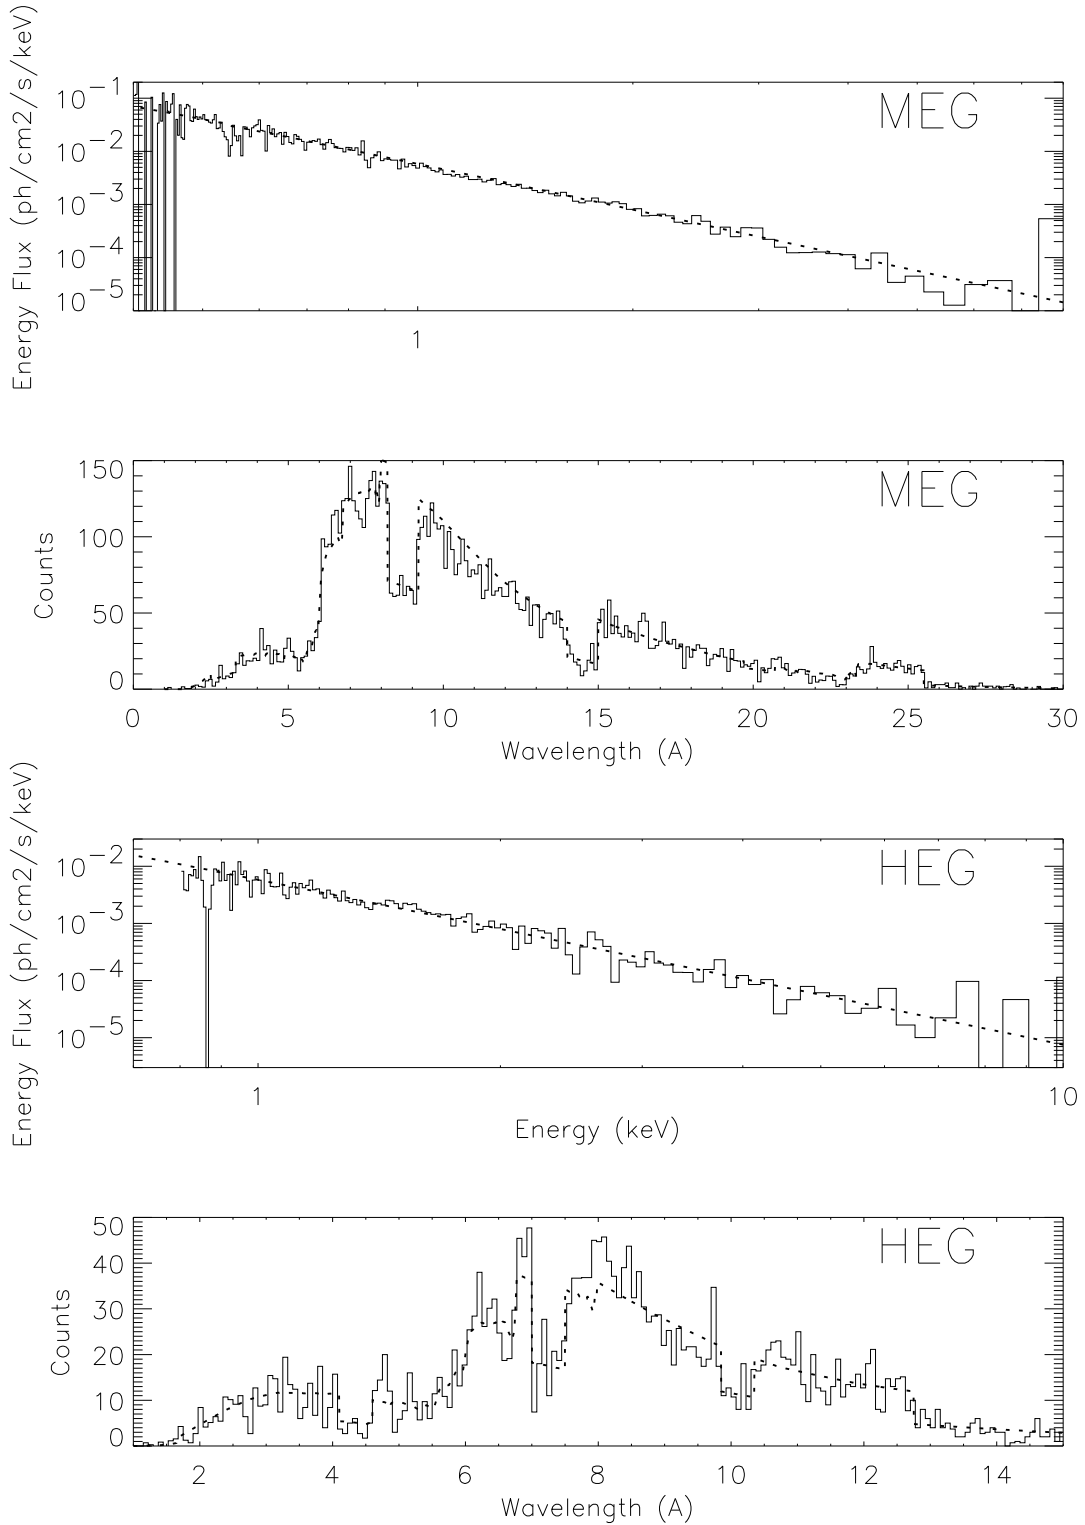 MEG
Energy Flux (ph/cm2/s/keV)
10−1
10−2
10−3
10−4
10−5
1
MEG
Counts
150
100
50
0
0 5 10 15 20 25 30
Wavelength (A)
HEG
Energy Flux (ph/cm2/s/keV)
10−2
10−3
10−4
10−5
1 10
Energy (keV)
HEG
Counts
50
40
30
20
10
0
2 4 6 8 10 12 14
Wavelength (A)